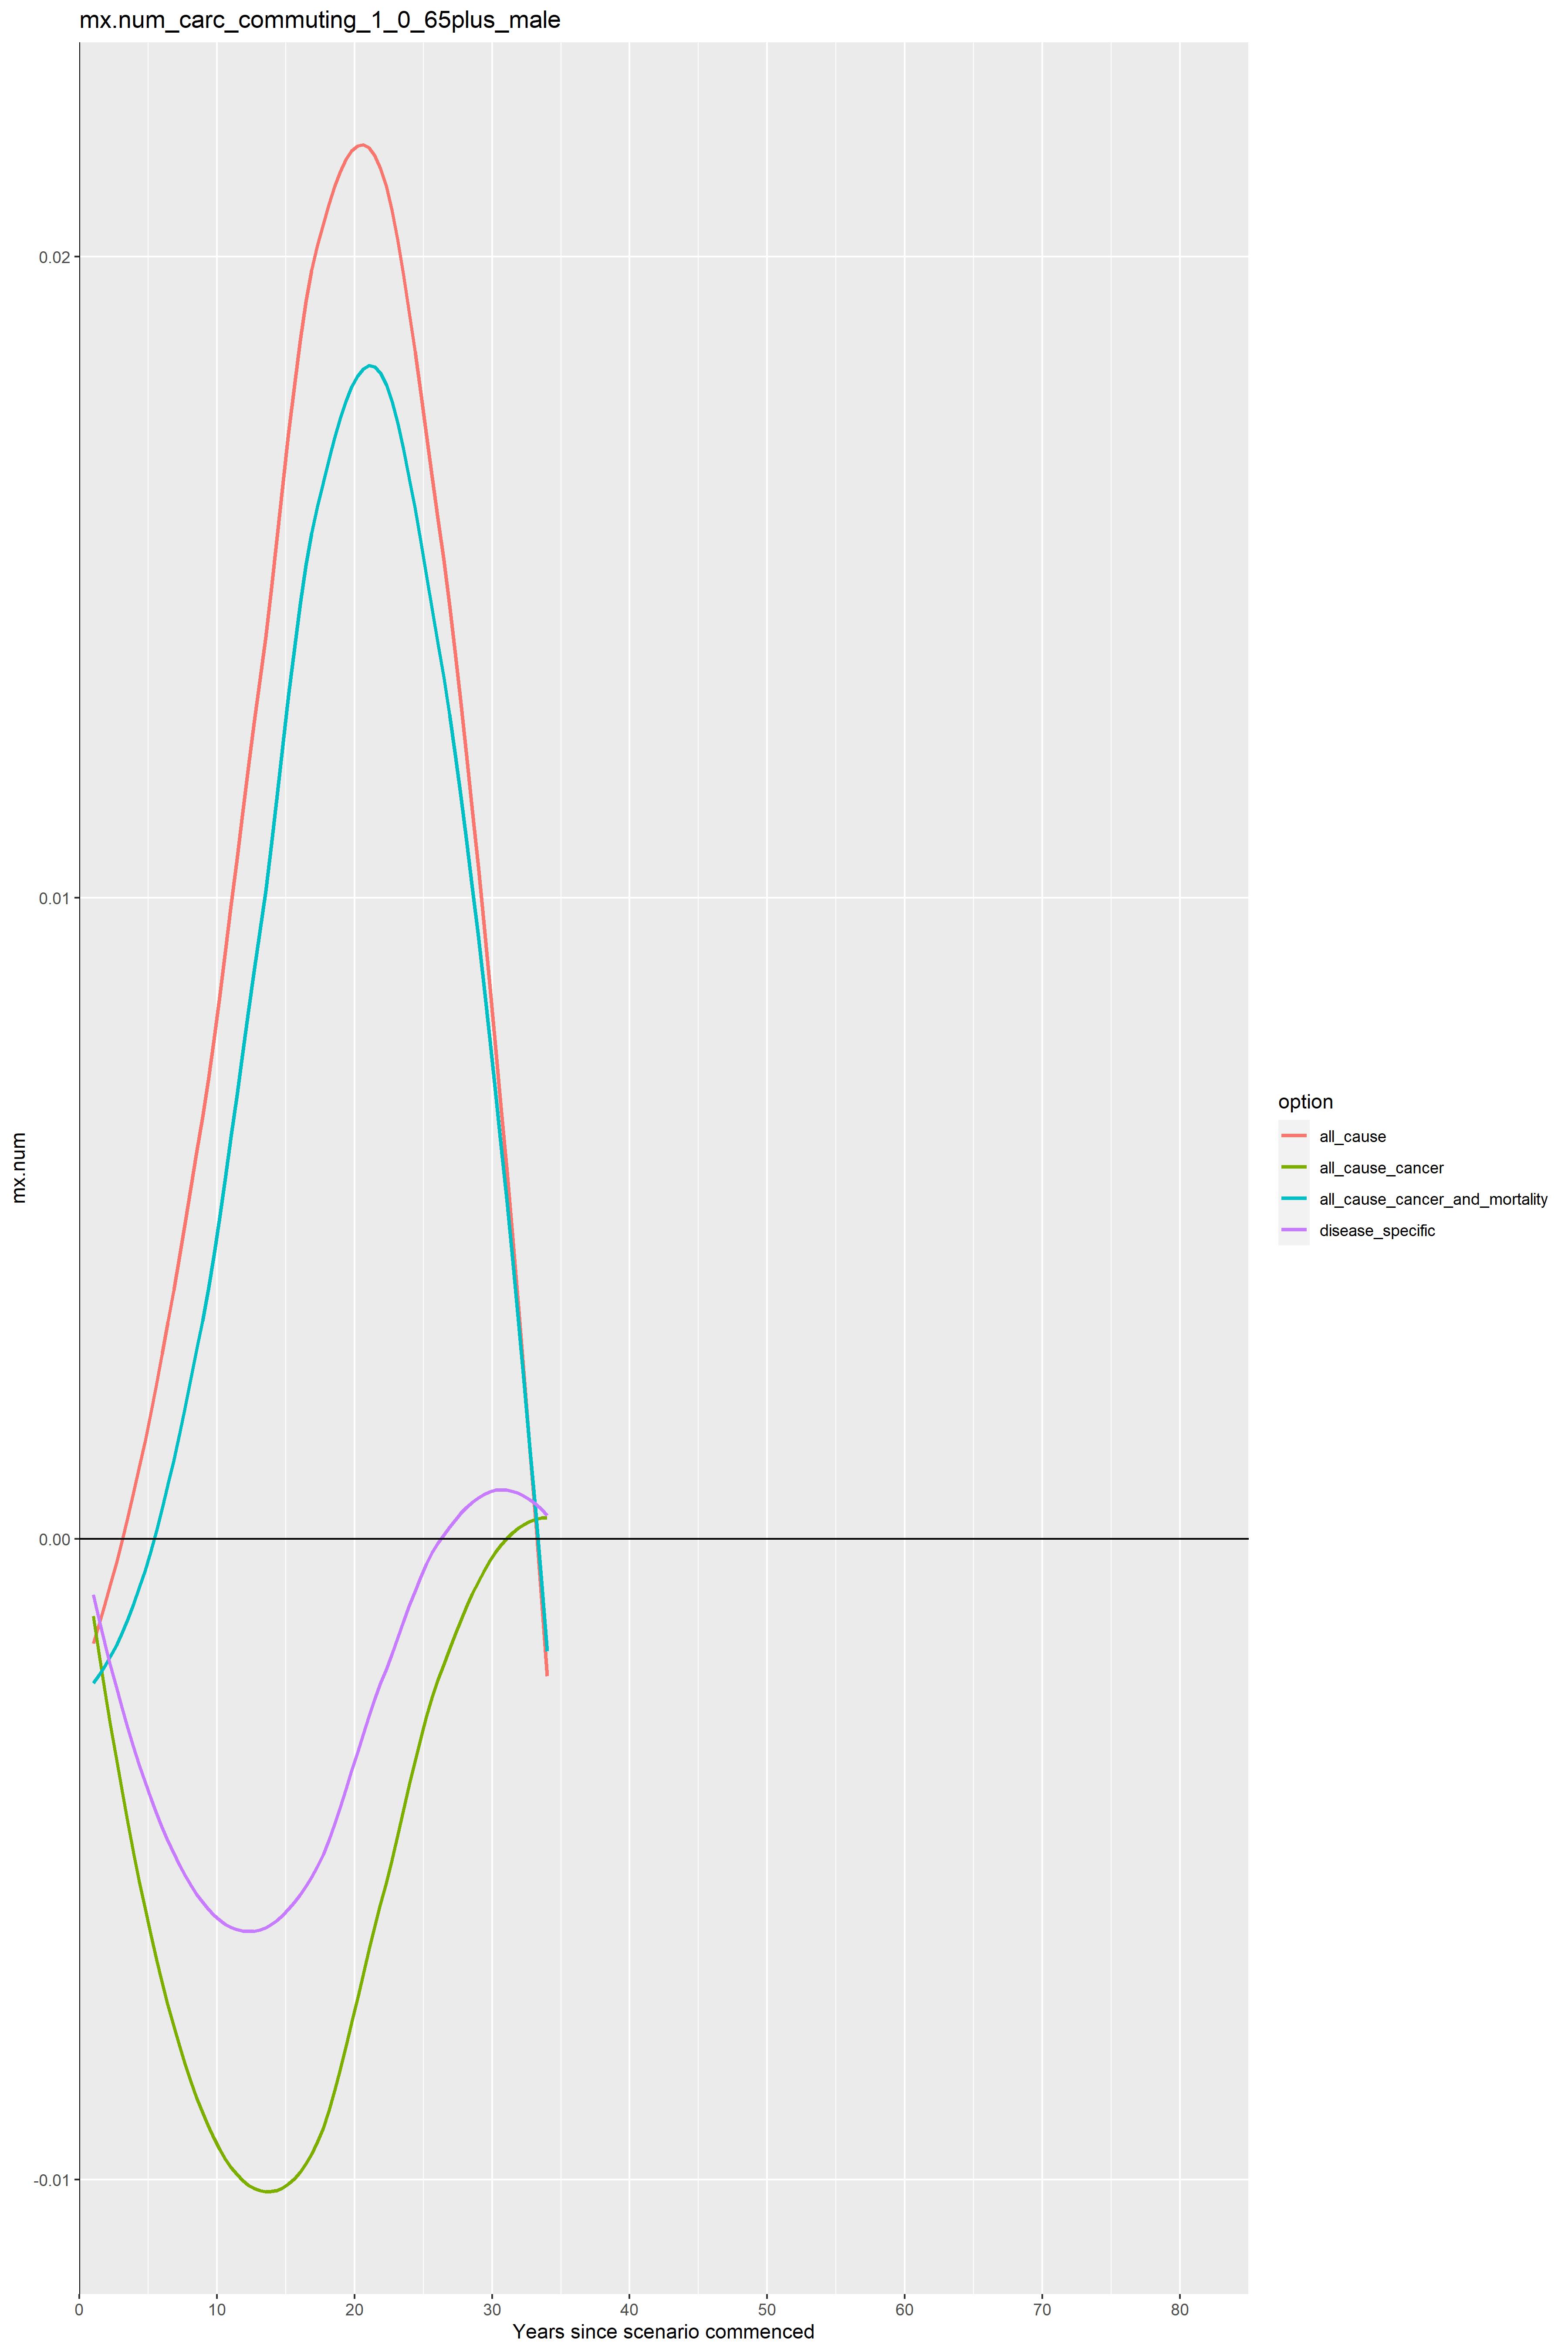 mx.num_carc_commuting_1_0_65plus_male
0.02
0.01
0.00
-0.01
mx.num
0 10 20 30 40 50 60 70 80
Years since scenario commenced
option
all_cause
all_cause_cancer
all_cause_cancer_and_mortality
disease_specific